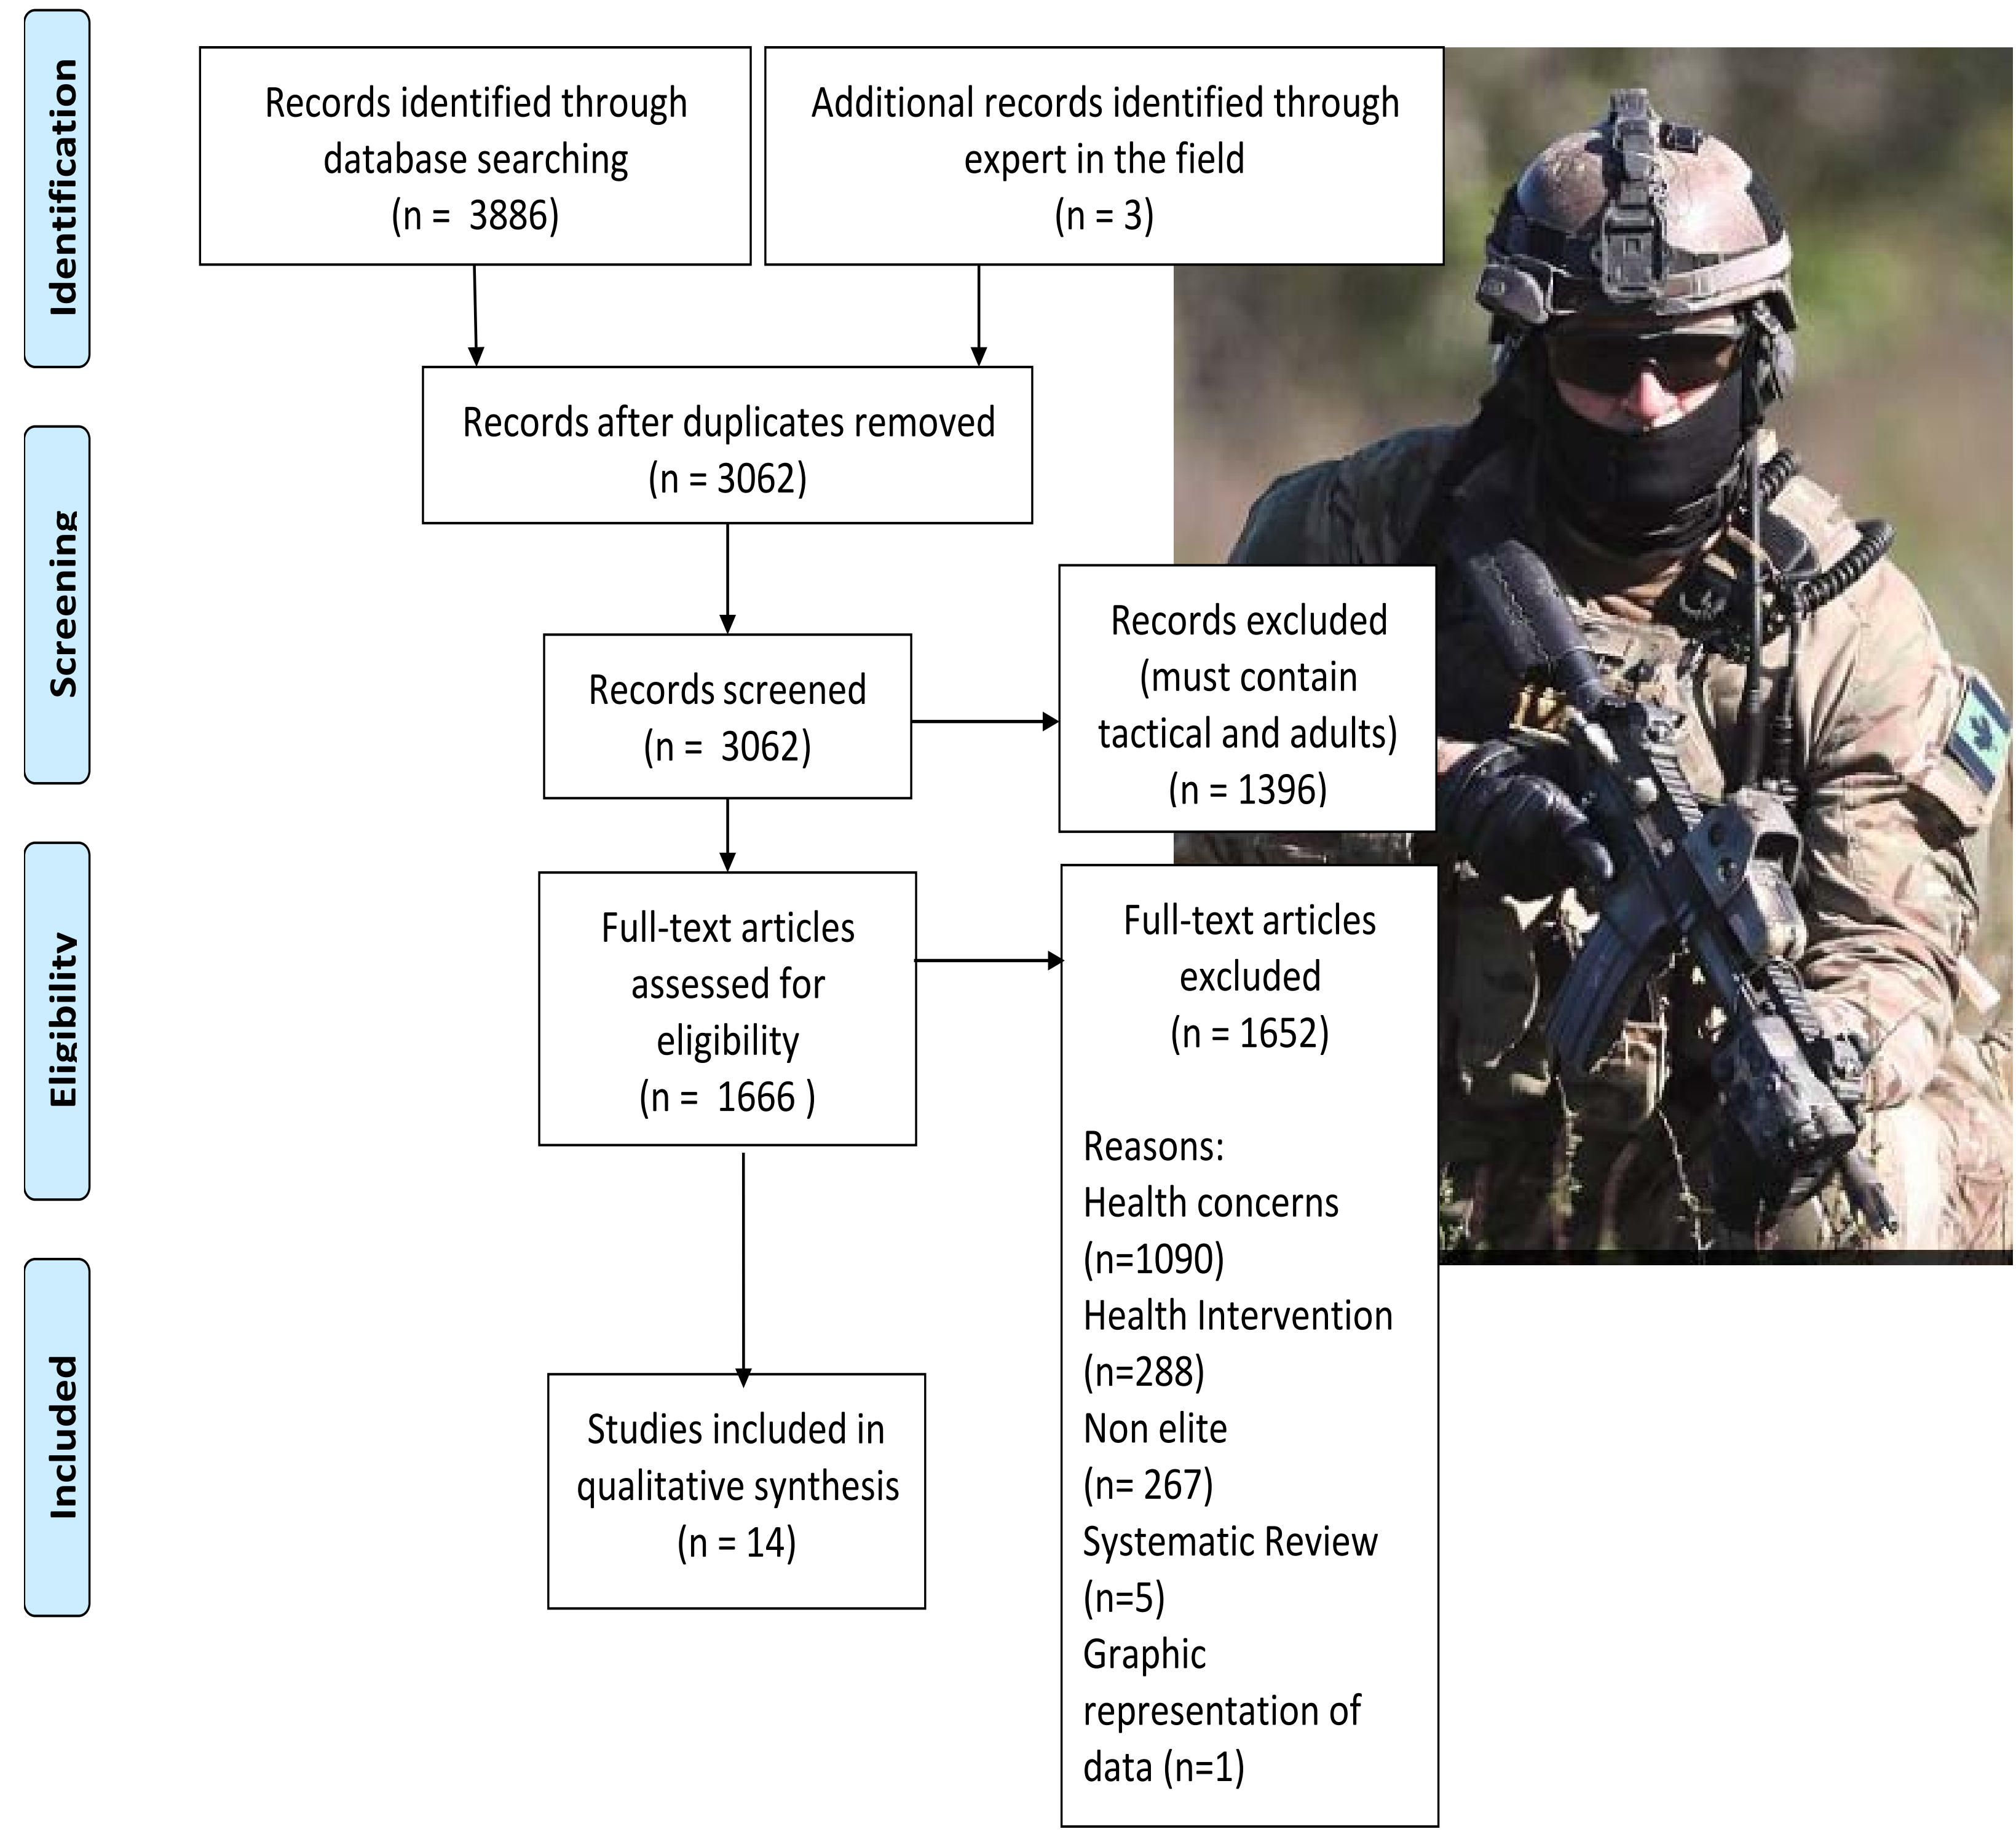 Identification
Records identified through
database searching
(n =  3886)
Additional records identified through
expert in the field
(n = 3)
Records after duplicates removed
(n = 3062)
Screening
Records screened
(n =  3062)
Records excluded
(must contain
tactical and adults)
(n = 1396)
Eligibility
Full-text articles
assessed for
eligibility
(n =  1666 )
Full-text articles
excluded
(n = 1652)
Reasons:
Health concerns
(n=1090)
Health Intervention
(n=288)
Non elite
(n= 267)
Systematic Review
(n=5)
Graphic
representation of
data (n=1)
Included
Studies included in
qualitative synthesis
(n = 14)